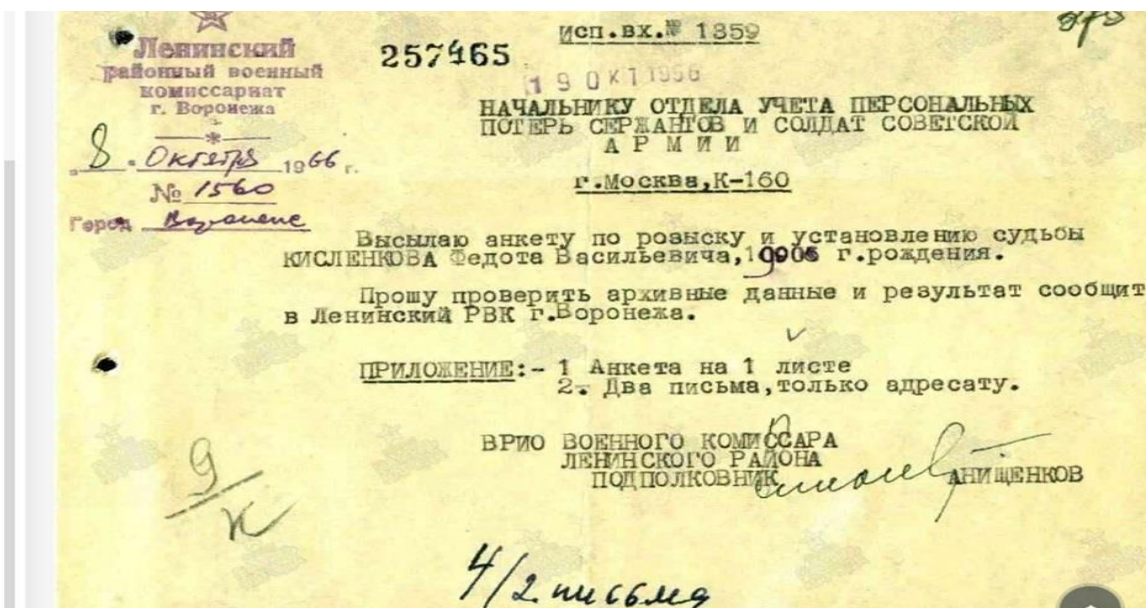 Ленинский
районный военный
комиссариат
г. Воронежа
*
"8" Октября 1966 г.
№ 1560
Город Воронеж
257465
исп.вх.№ 1359
19 ОКТ 1966
НАЧАЛЬНИКУ ОТДЕЛА УЧЕТА ПЕРСОНАЛЬНЫХ
ПОТЕРЬ СЕРЖАНТОВ И СОЛДАТ СОВЕТСКОЙ
АРМИИ
г.Москва,К-160
Высылаю анкету по розыску и установлению судьбы
КИСЛЕНКОВА Федота Васильевича, г.рождения.
Прошу проверить архивные данные и результат сообщит
в Ленинский РВК г.Воронежа.
ПРИЛОЖЕНИЕ:- 1 Анкета на 1 листе
2. Два письма,только адресату.
ВРИО ВОЕННОГО КОМИССАРА
ЛЕНИНСКОГО РАЙОНА
ПОДПОЛКОВНИК АНИЩЕНКОВ
9/К
4/2 письма